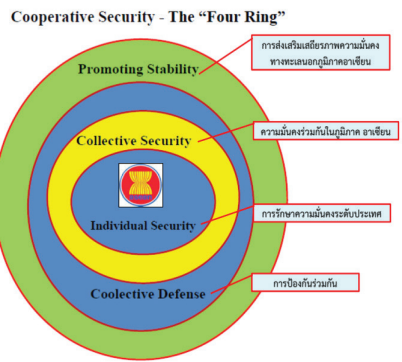 Cooperative Security - The “Four Ring”
การส่งเสริมเสถียรภาพความมั่นคง
ทางทะเลนอกภูมิภาคอาเซียน
Promoting Stability
ความมั่นคงร่วมกันในภูมิภาค อาเซียน
Collective Security
การรักษาความมั่นคงระดับประเทศ
Individual Security
การป้องกันร่วมกัน
Coolective Defense